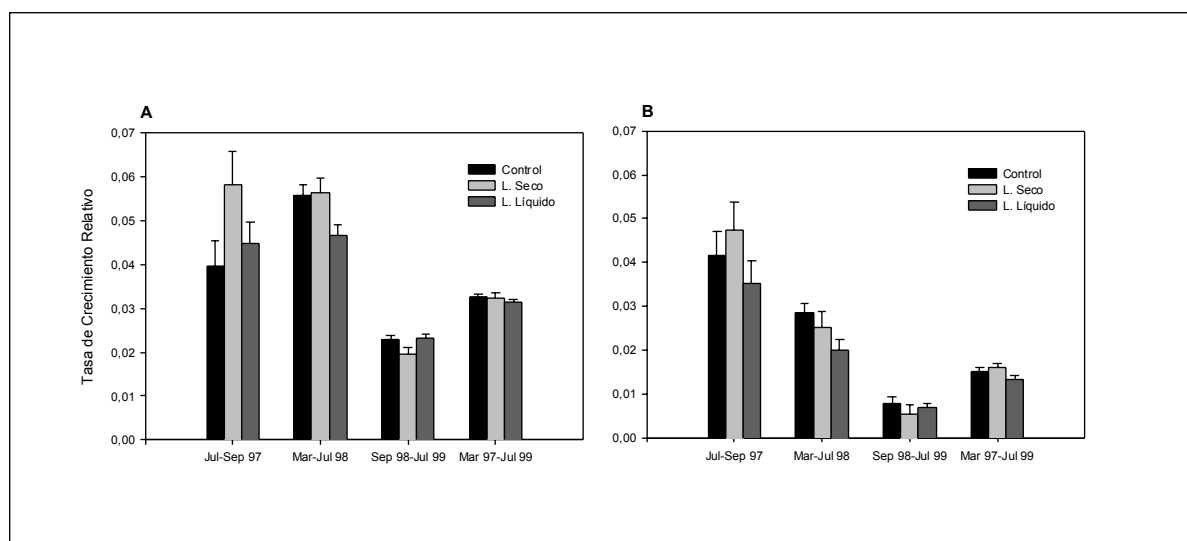 A
Tasa de Crecimiento Relativo
0,07
0,06
0,05
0,04
0,03
0,02
0,01
0,00
Control
L. Seco
L. Líquido
Jul-Sep 97 Mar-Jul 98 Sep 98-Jul 99 Mar 97-Jul 99
B
0,07
0,06
0,05
0,04
0,03
0,02
0,01
0,00
Control
L. Seco
L. Líquido
Jul-Sep 97 Mar-Jul 98 Sep 98-Jul 99 Mar 97-Jul 99